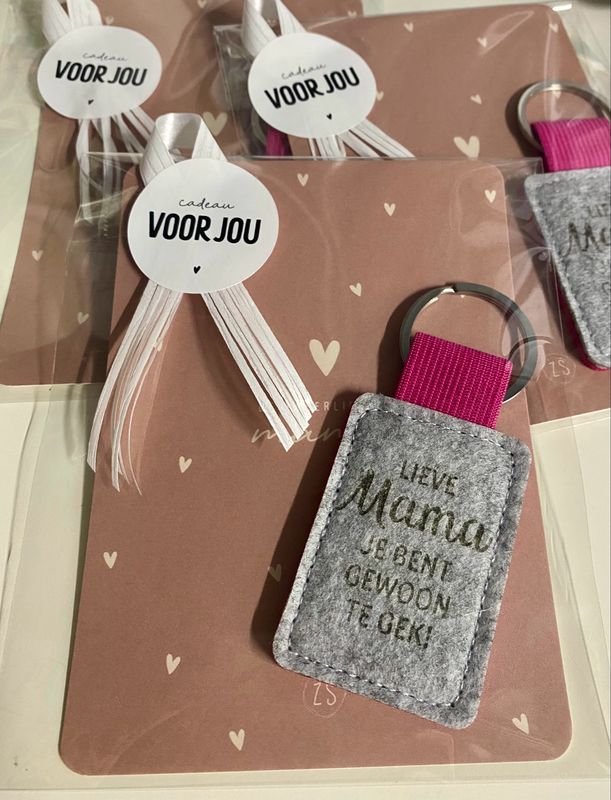 cadeau
VOOR JOU
cadeau
VOOR JOU
cadeau
VOOR JOU
LIEVE
Mama
JE BENT
GEWOON
TE GEK!
ZS
ZS